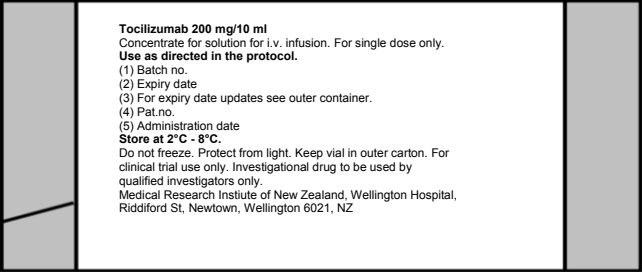 Tocilizumab 200 mg/10 ml
Concentrate for solution for i.v. infusion. For single dose only.
Use as directed in the protocol.
(1) Batch no.
(2) Expiry date
(3) For expiry date updates see outer container.
(4) Pat.no.
(5) Administration date
Store at 2°C - 8°C.
Do not freeze. Protect from light. Keep vial in outer carton. For
clinical trial use only. Investigational drug to be used by
qualified investigators only.
Medical Research Instiute of New Zealand, Wellington Hospital,
Riddiford St, Newtown, Wellington 6021, NZ